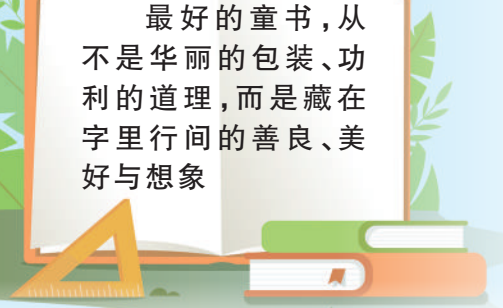 最好的童书,从
不是华丽的包装、功
利的道理,而是藏在
字里行间的善良、美
好与想象